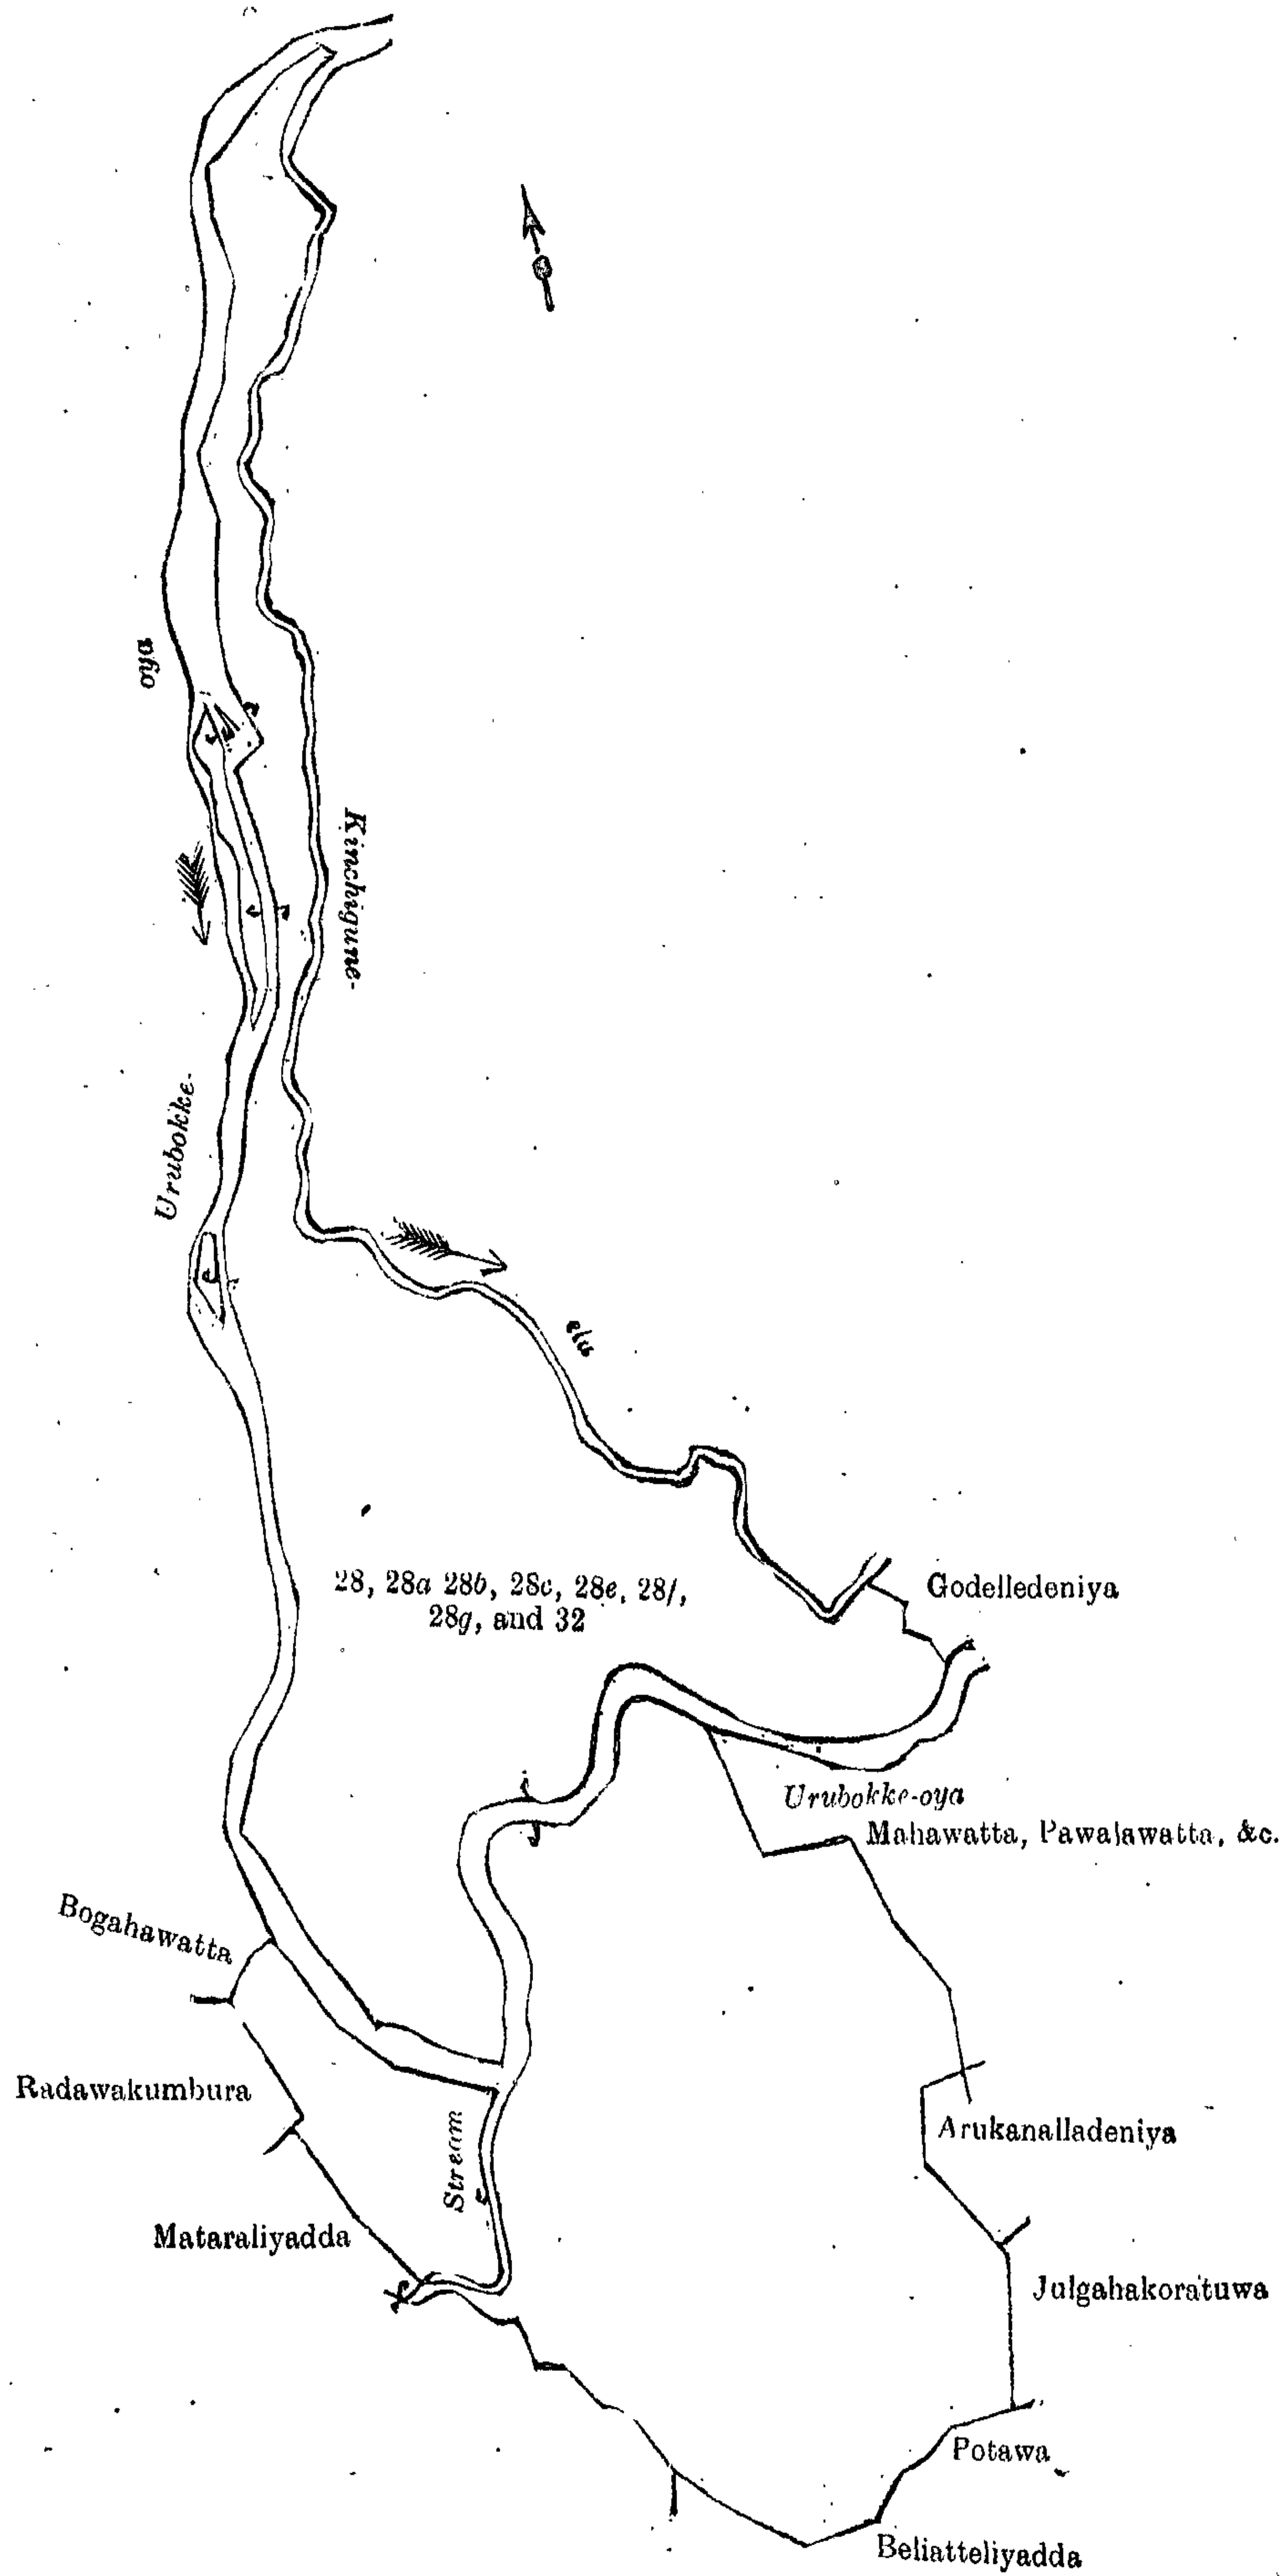 oya
Kinchigune-
Urubokke-
ela
28, 28a 28b, 28c, 28e, 28f,
28g, and 32
Godelledeniya
Urubokke-oya
Mahawatta, Pawalawatta, &c.
Bogahawatta
Radawakumbura
Stream
Arukanalladeniya
Mataraliyadda
Julgahakoratuwa
Potawa
Beliatteliyadda